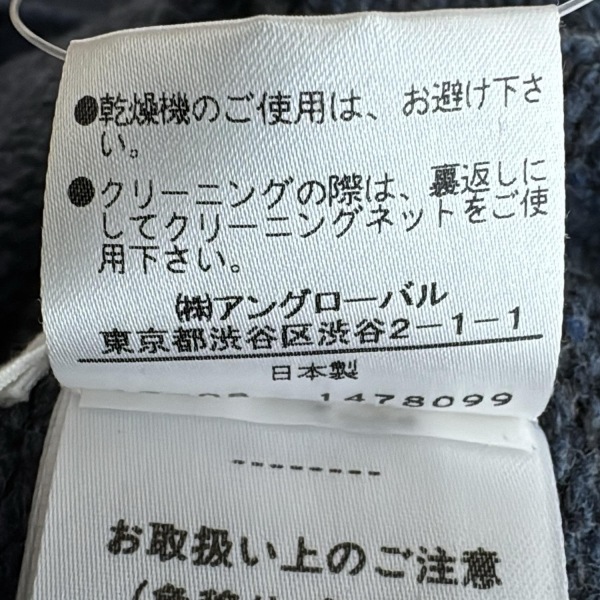 ●乾燥機のご使用は、お避け下さ
い。
●クリーニングの際は、裏返しに
してクリーニングネットをご使
用下さい。
㈱アングローバル
東京都渋谷区渋谷2-1-1
日本製
1478099
--------
お取扱い上のご注意